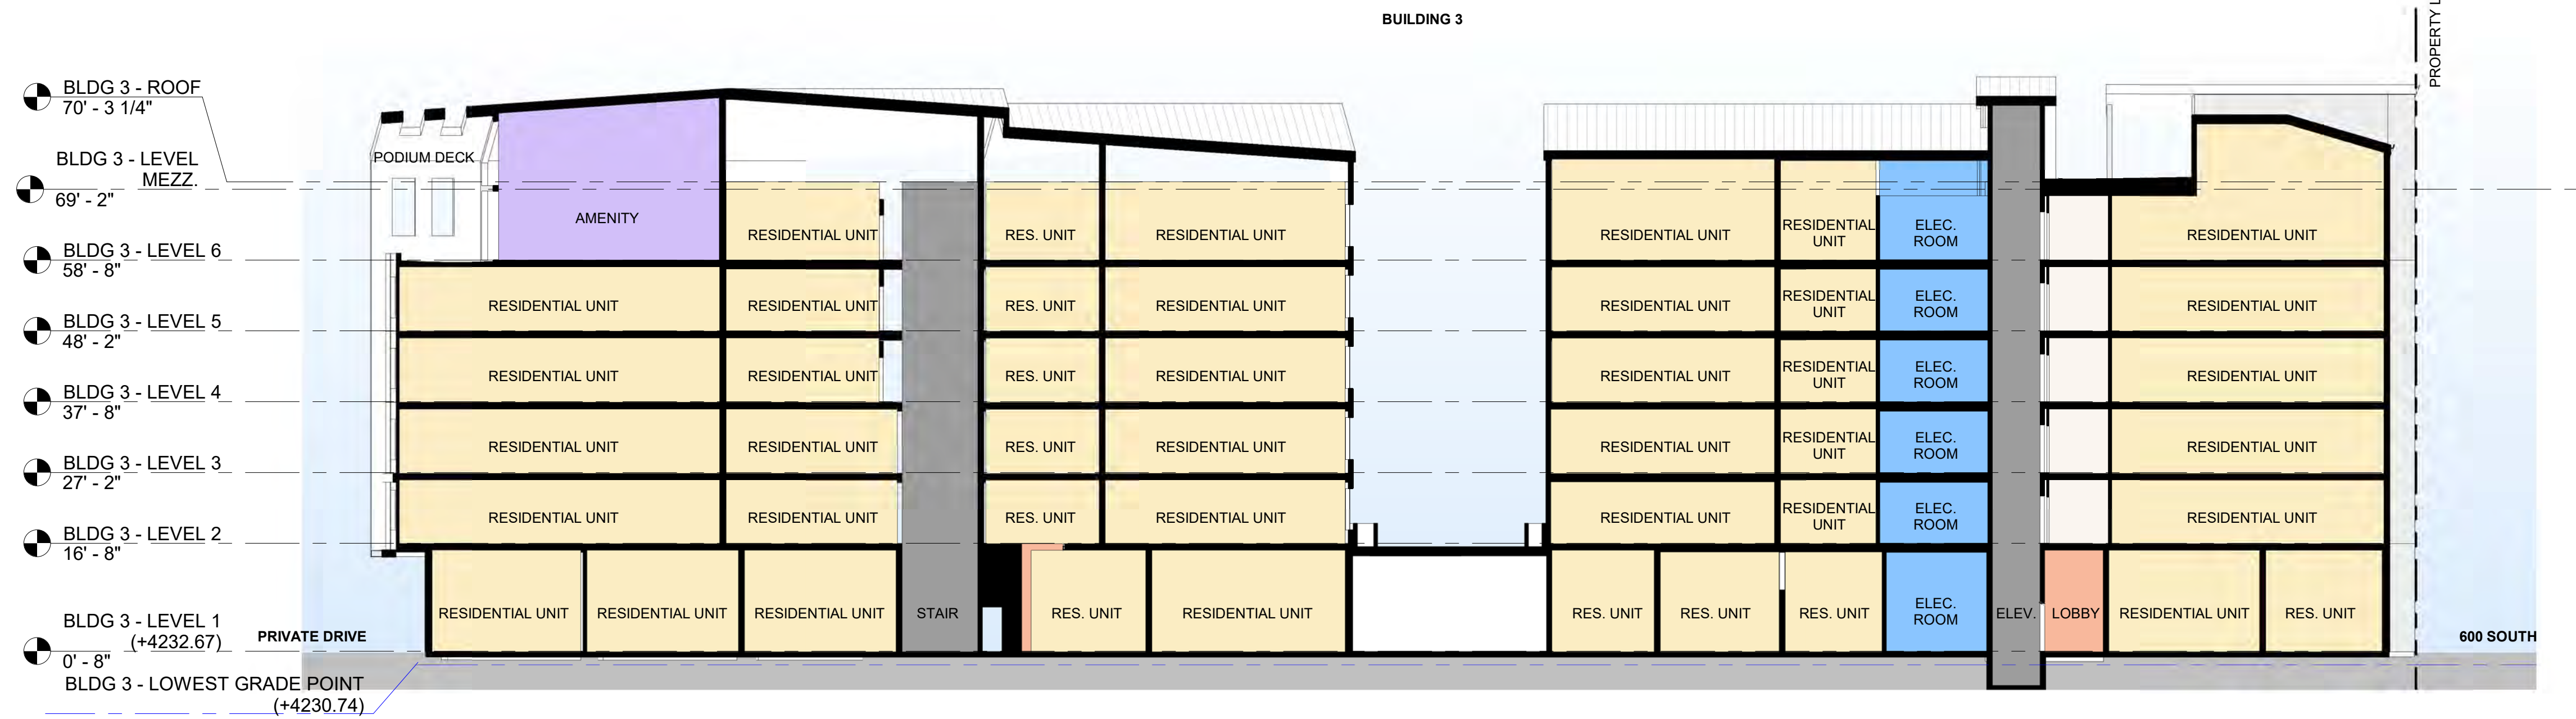 BUILDING 3
PROPERTY L
BLDG 3 - ROOF
70' - 3 1/4"
BLDG 3 - LEVEL
MEZZ.
69' - 2"
BLDG 3 - LEVEL 6
58' - 8"
BLDG 3 - LEVEL 5
48' - 2"
BLDG 3 - LEVEL 4
37' - 8"
BLDG 3 - LEVEL 3
27' - 2"
BLDG 3 - LEVEL 2
16' - 8"
BLDG 3 - LEVEL 1
(+4232.67)
0' - 8"
BLDG 3 - LOWEST GRADE POINT
(+4230.74)
PRIVATE DRIVE
PODIUM DECK
AMENITY
RESIDENTIAL UNIT
RES. UNIT
RESIDENTIAL UNIT
RESIDENTIAL UNIT
RESIDENTIAL
UNIT
ELEC.
ROOM
RESIDENTIAL UNIT
RESIDENTIAL UNIT
RESIDENTIAL UNIT
RES. UNIT
RESIDENTIAL UNIT
RESIDENTIAL UNIT
RESIDENTIAL
UNIT
ELEC.
ROOM
RESIDENTIAL UNIT
RESIDENTIAL UNIT
RESIDENTIAL UNIT
RES. UNIT
RESIDENTIAL UNIT
RESIDENTIAL UNIT
RESIDENTIAL
UNIT
ELEC.
ROOM
RESIDENTIAL UNIT
RESIDENTIAL UNIT
RESIDENTIAL UNIT
RES. UNIT
RESIDENTIAL UNIT
RESIDENTIAL UNIT
RESIDENTIAL
UNIT
ELEC.
ROOM
RESIDENTIAL UNIT
RESIDENTIAL UNIT
RESIDENTIAL UNIT
RES. UNIT
RESIDENTIAL UNIT
RESIDENTIAL UNIT
RESIDENTIAL
UNIT
ELEC.
ROOM
RESIDENTIAL UNIT
RESIDENTIAL UNIT
RESIDENTIAL UNIT
RESIDENTIAL UNIT
STAIR
RES. UNIT
RESIDENTIAL UNIT
RES. UNIT
RES. UNIT
RES. UNIT
ELEC.
ROOM
ELEV.
LOBBY
RESIDENTIAL UNIT
RES. UNIT
600 SOUTH